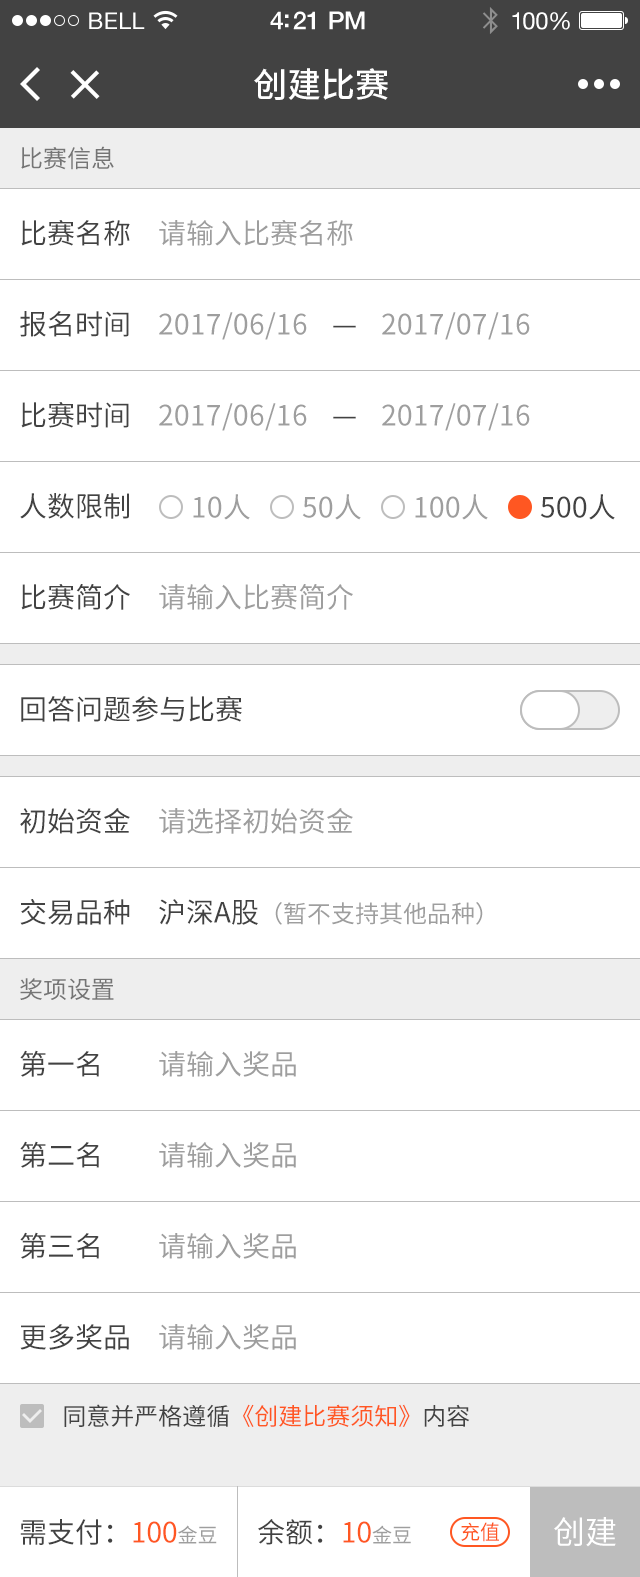 BELL 4:21 PM 100%
创建比赛
比赛信息
比赛名称 请输入比赛名称
报名时间 2017/06/16 — 2017/07/16
比赛时间 2017/06/16 — 2017/07/16
人数限制 10人 50人 100人 500人
比赛简介 请输入比赛简介
回答问题参与比赛
初始资金 请选择初始资金
交易品种 沪深A股（暂不支持其他品种）
奖项设置
第一名 请输入奖品
第二名 请输入奖品
第三名 请输入奖品
更多奖品 请输入奖品
同意并严格遵循《创建比赛须知》内容
需支付：100金豆 余额：10金豆 充值 创建